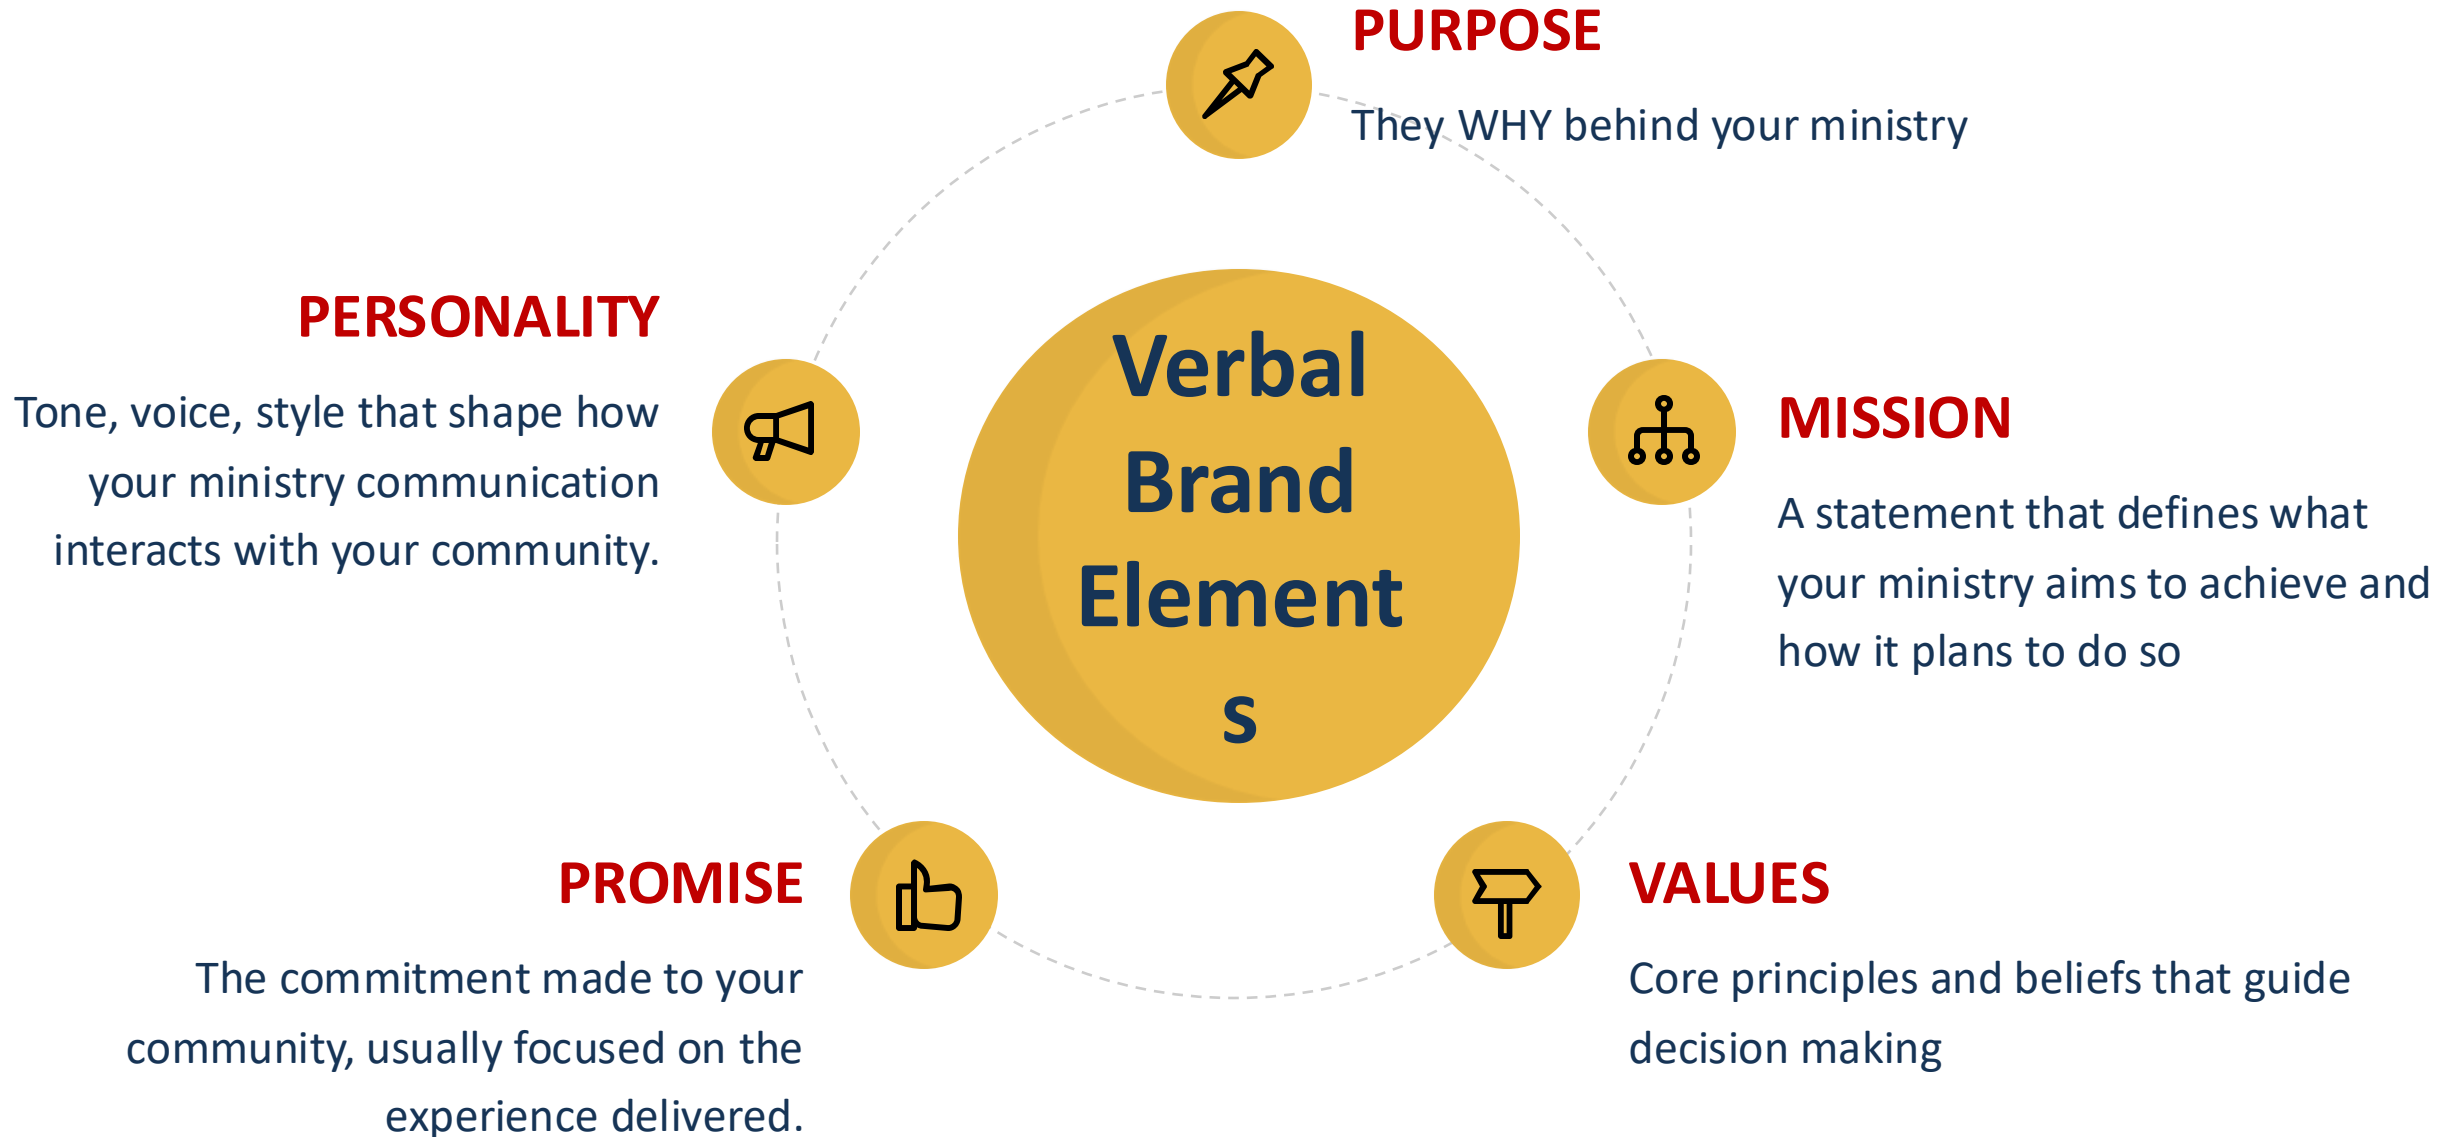 PURPOSE
They WHY behind your ministry
PERSONALITY
Tone, voice, style that shape how
your ministry communication
interacts with your community.
Verbal
Brand
Element
s
MISSION
A statement that defines what
your ministry aims to achieve and
how it plans to do so
PROMISE
The commitment made to your
community, usually focused on the
experience delivered.
VALUES
Core principles and beliefs that guide
decision making